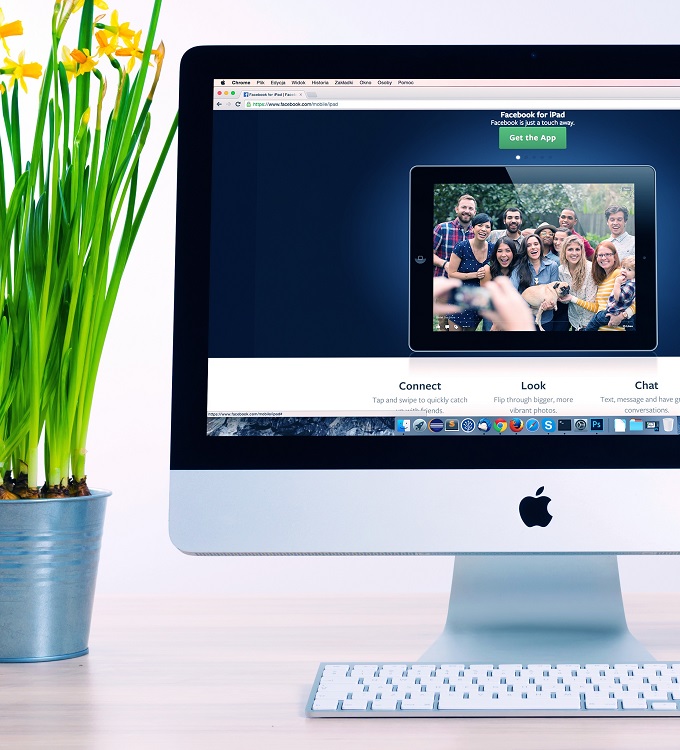 Chrome Plik Edycja Widok Historia Zakładki Okno Osoby Pomoc
Facebook for iPad | Faceb
https://www.facebook.com/mobile/ipad
Facebook for iPad
Facebook is just a touch away.
Get the App
Connect
Tap and swipe to quickly catch
up with friends.
Look
Flip through bigger, more
vibrant photos.
Chat
Text, message and have
conversations.
https://www.facebook.com/mobile/ipad#